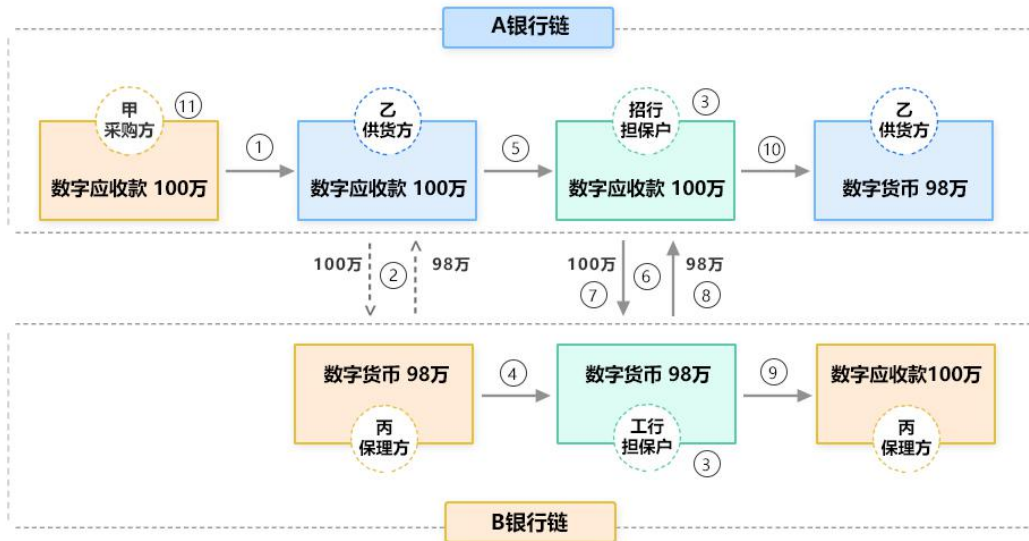 A银行链
甲
采购方
⑪
数字应收款 100万
①
乙
供货方
数字应收款 100万
⑤
招行
担保户
③
数字应收款 100万
⑩
乙
供货方
数字货币 98万
100万
②
98万
100万
⑦
⑥
98万
⑧
数字货币 98万
丙
保理方
④
数字货币 98万
工行
担保户
③
⑨
数字应收款100万
丙
保理方
B银行链